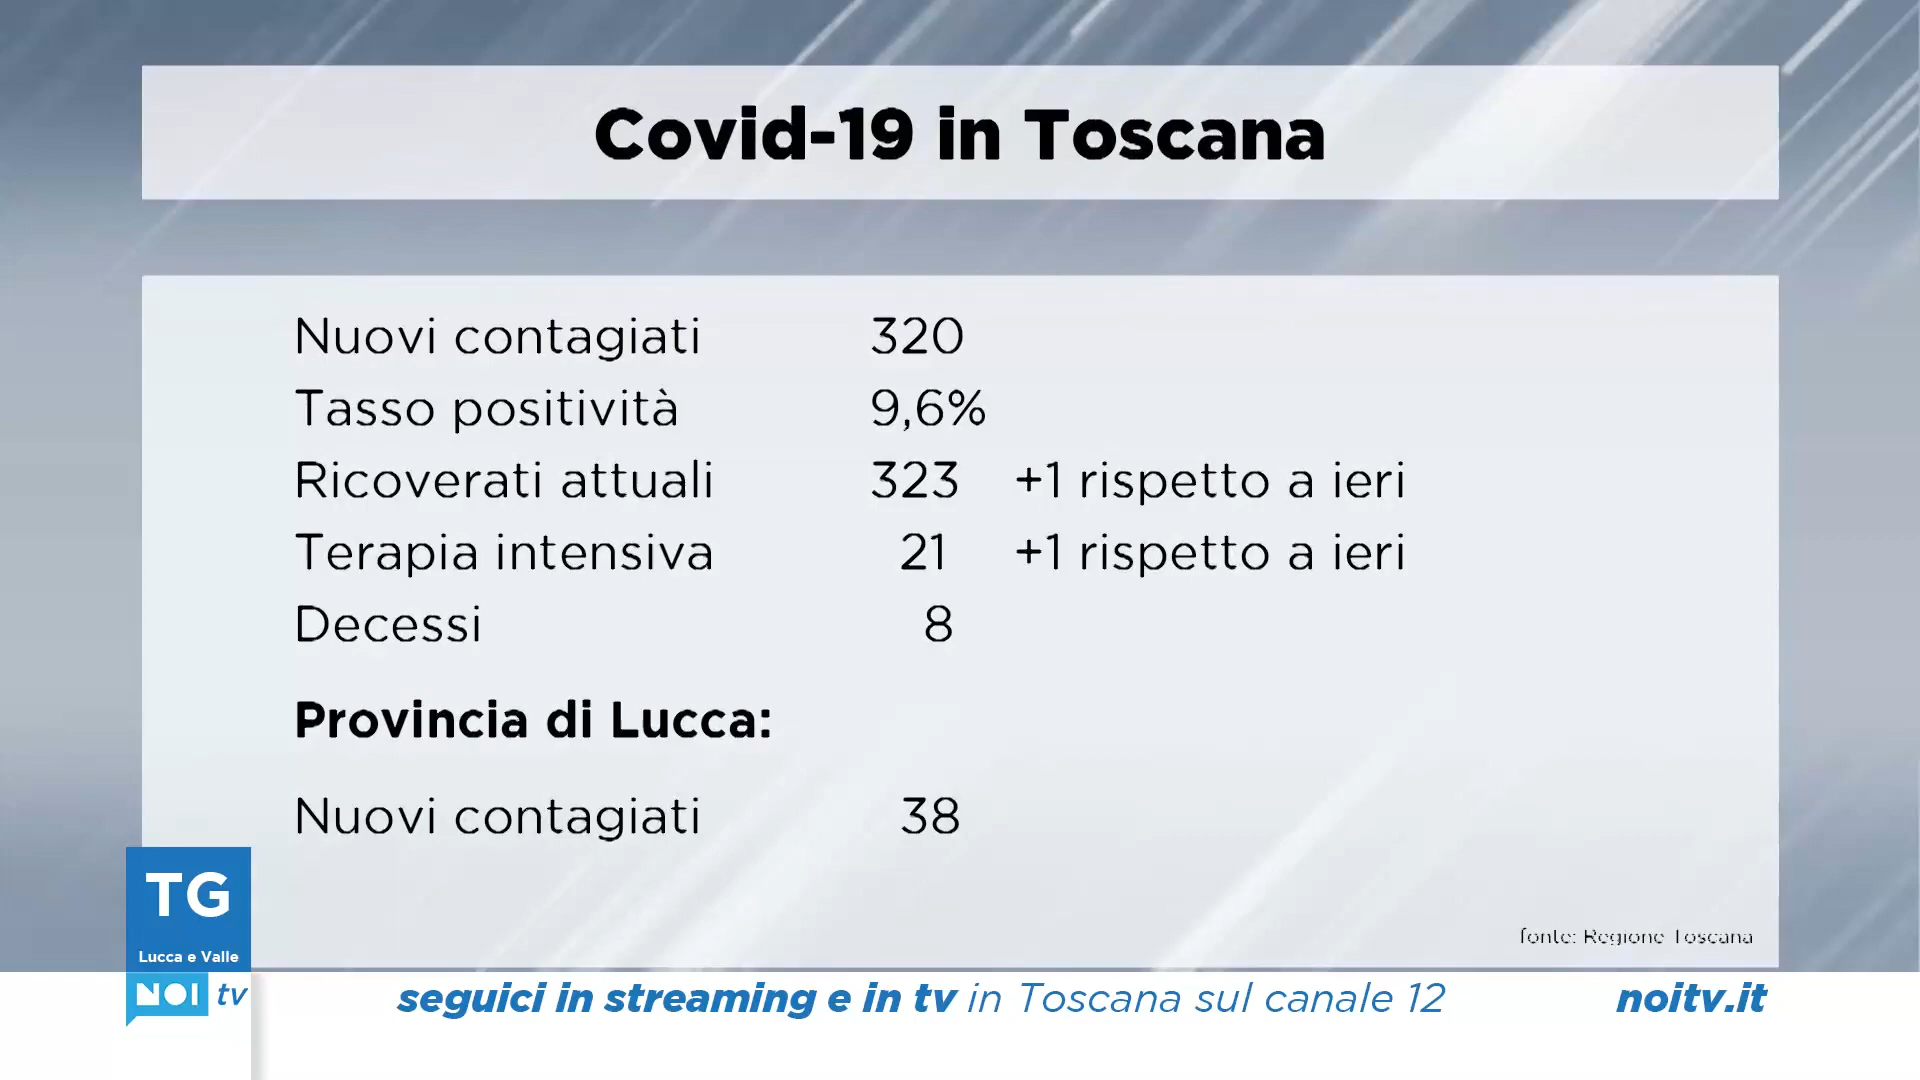 Covid-19 in Toscana
Nuovi contagiati 320
Tasso positività 9,6%
Ricoverati attuali 323 +1 rispetto a ieri
Terapia intensiva 21 +1 rispetto a ieri
Decessi 8
Provincia di Lucca:
Nuovi contagiati 38
fonte: Regione Toscana
TG
Lucca e Valle
NOI tv
seguici in streaming e in tv in Toscana sul canale 12
noitv.it